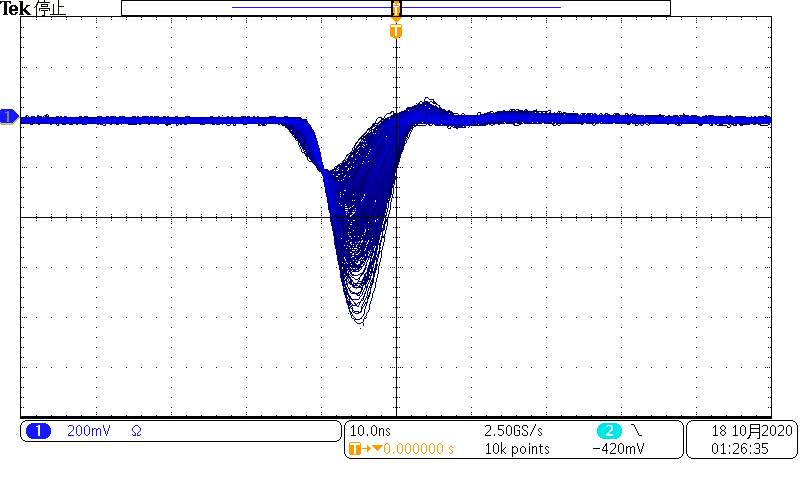 Tek 停止
T
T
1
1 200mV Ω
10.0ns 2.50GS/s 2 -420mV
T→▼0.000000 s 10k points
18 10月2020
01:26:35